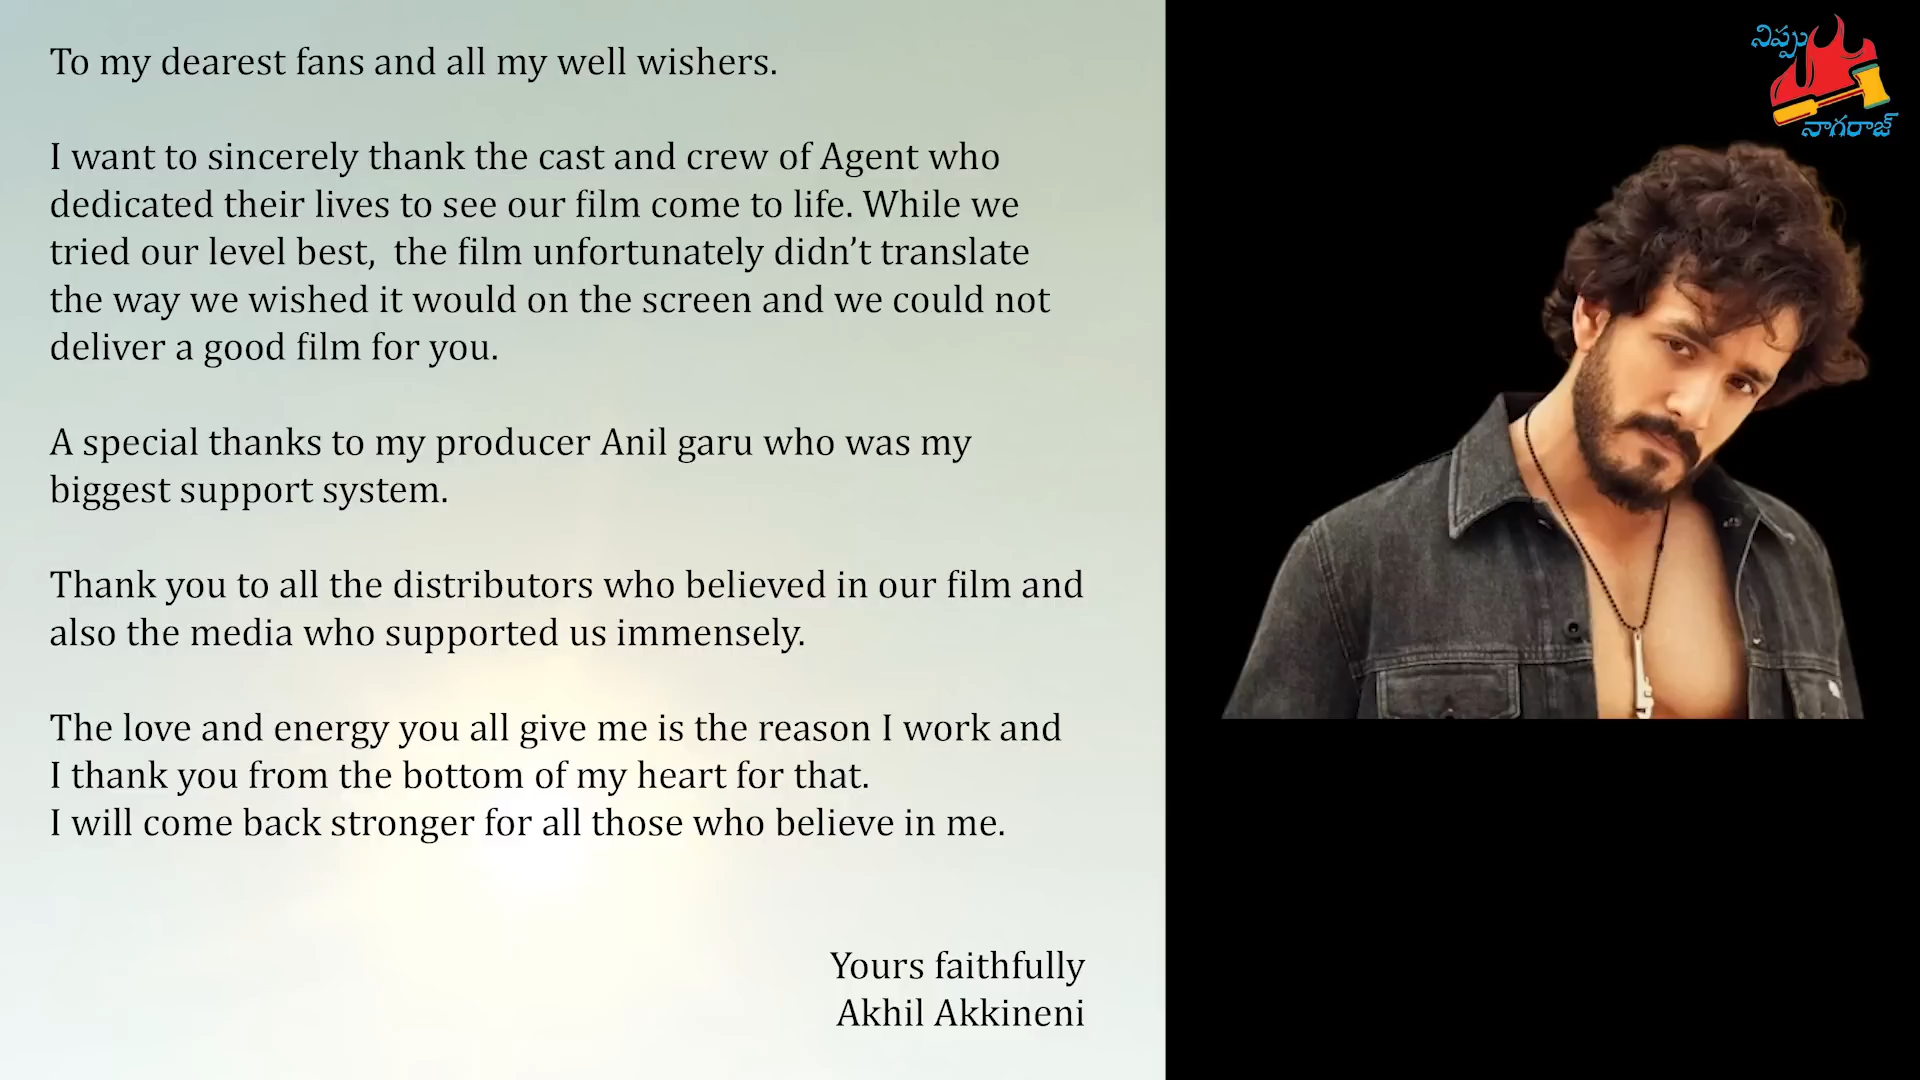 To my dearest fans and all my well wishers.
I want to sincerely thank the cast and crew of Agent who
dedicated their lives to see our film come to life. While we
tried our level best,  the film unfortunately didn’t translate
the way we wished it would on the screen and we could not
deliver a good film for you.
A special thanks to my producer Anil garu who was my
biggest support system.
Thank you to all the distributors who believed in our film and
also the media who supported us immensely.
The love and energy you all give me is the reason I work and
I thank you from the bottom of my heart for that.
I will come back stronger for all those who believe in me.
Yours faithfully
Akhil Akkineni
నిప్పు
నాగరాజ్